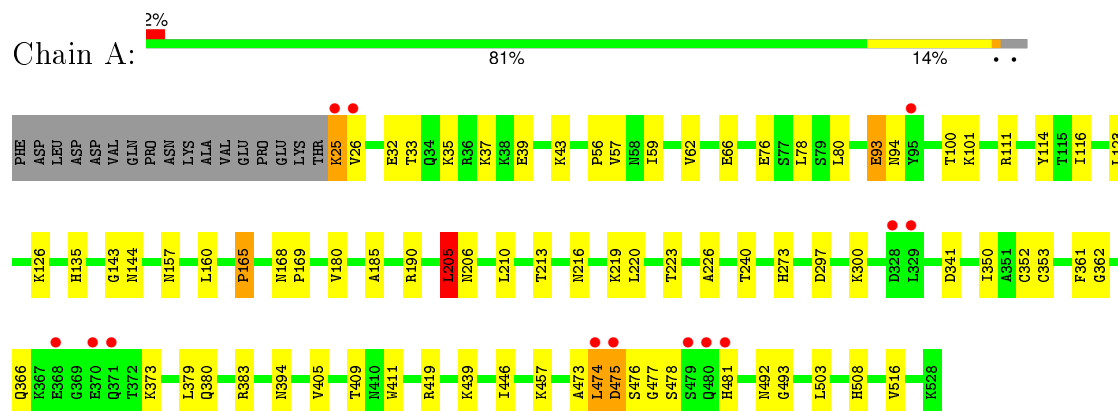 2%
Chain A:
81% 14% • •
PHE ASP LEU ASP ASP VAL GLN PRO ASN LYS ALA VAL GLU PRO GLU LYS THR K25 V26 E32 T33 Q34 K35 R36 K37 K38 E39 K43 P56 V57 N58 I59 V62 E66 E76 S77 L78 S79 L80 E93 N94 Y95 T100 K101 R111 Y114 T115 I116
K126 H135 G143 N144 N157 L160 P165 N168 P169 V180 A185 R190 L205 N206 L210 T213 N216 K219 L220 T223 A226 T240 H273 D297 K300 D328 L329 D341 I350 A351 C352 C353 F361 G362
Q366 K367 E368 G369 E370 Q371 T372 K373 L379 Q380 R383 N394 V405 T409 N410 W411 R419 K439 I446 K457 A473 L474 D475 S476 G477 S478 S479 Q480 H481 N492 G493 L503 H508 V516 K528